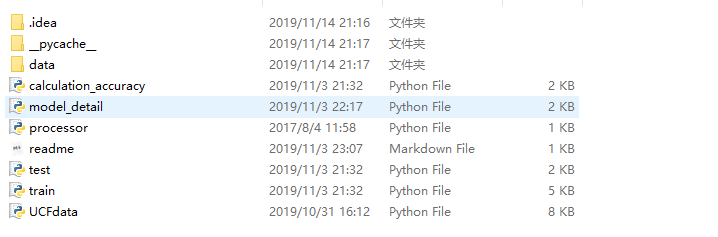 .idea 2019/11/14 21:16 文件夹
__pycache__ 2019/11/14 21:17 文件夹
data 2019/11/14 21:17 文件夹
calculation_accuracy 2019/11/3 21:32 Python File 2 KB
model_detail 2019/11/3 22:17 Python File 2 KB
processor 2017/8/4 11:58 Python File 1 KB
readme 2019/11/3 23:07 Markdown File 1 KB
test 2019/11/3 21:32 Python File 2 KB
train 2019/11/3 21:32 Python File 5 KB
UCFdata 2019/10/31 16:12 Python File 8 KB